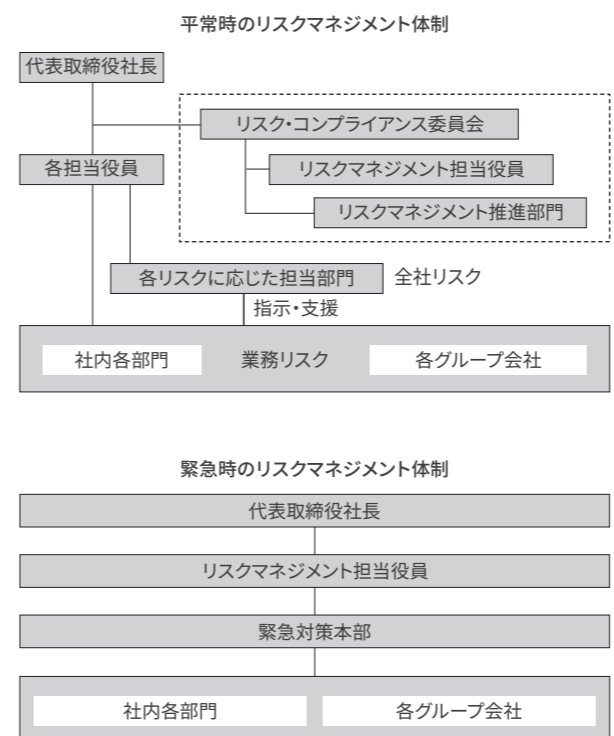 平常時のリスクマネジメント体制
代表取締役社長
リスク・コンプライアンス委員会
各担当役員
リスクマネジメント担当役員
リスクマネジメント推進部門
各リスクに応じた担当部門
全社リスク
指示・支援
社内各部門
業務リスク
各グループ会社
緊急時のリスクマネジメント体制
代表取締役社長
リスクマネジメント担当役員
緊急対策本部
社内各部門
各グループ会社